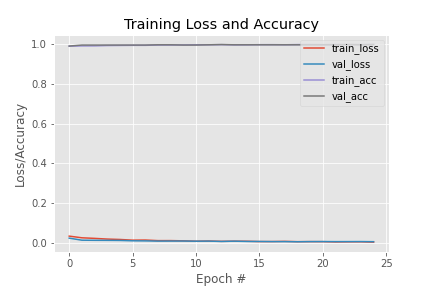 Training Loss and Accuracy
1.0
0.8
0.6
0.4
0.2
0.0
Loss/Accuracy
train_loss
val_loss
train_acc
val_acc
0 5 10 15 20 25
Epoch #